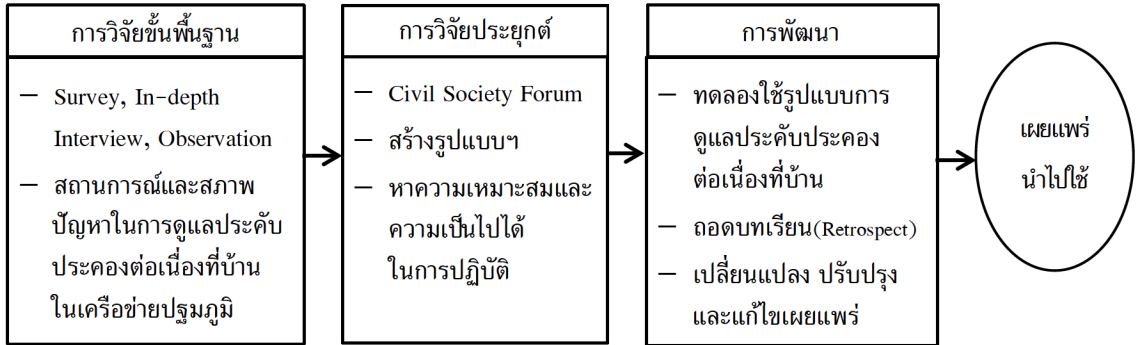 การวิจัยขั้นพื้นฐาน
– Survey, In-depth
Interview, Observation
– สถานการณ์และสภาพ
ปัญหาในการดูแลประคับ
ประคองต่อเนื่องที่บ้าน
ในเครือข่ายปฐมภูมิ
การวิจัยประยุกต์
– Civil Society Forum
– สร้างรูปแบบฯ
– หาความเหมาะสมและ
ความเป็นไปได้
ในการปฏิบัติ
การพัฒนา
– ทดลองใช้รูปแบบการ
ดูแลประคับประคอง
ต่อเนื่องที่บ้าน
– ถอดบทเรียน(Retrospect)
– เปลี่ยนแปลง ปรับปรุง
และแก้ไขเผยแพร่
เผยแพร่
นำไปใช้